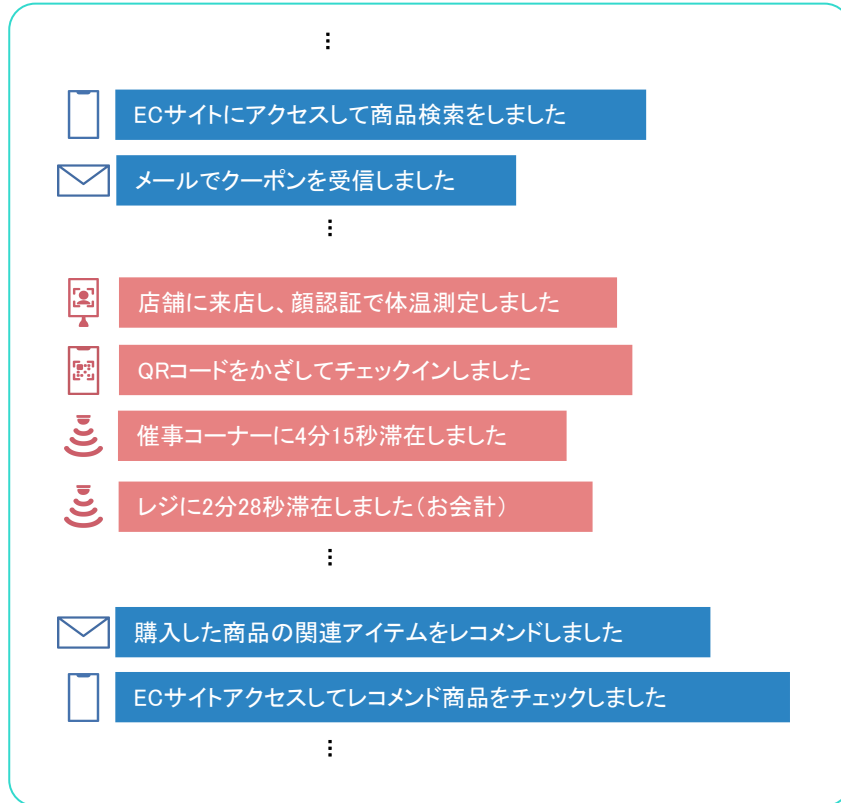 ⋮
ECサイトにアクセスして商品検索をしました
メールでクーポンを受信しました
⋮
店舗に来店し、顔認証で体温測定しました
QRコードをかざしてチェックインしました
催事コーナーに4分15秒滞在しました
レジに2分28秒滞在しました（お会計）
⋮
購入した商品の関連アイテムをレコメンドしました
ECサイトアクセスしてレコメンド商品をチェックしました
⋮